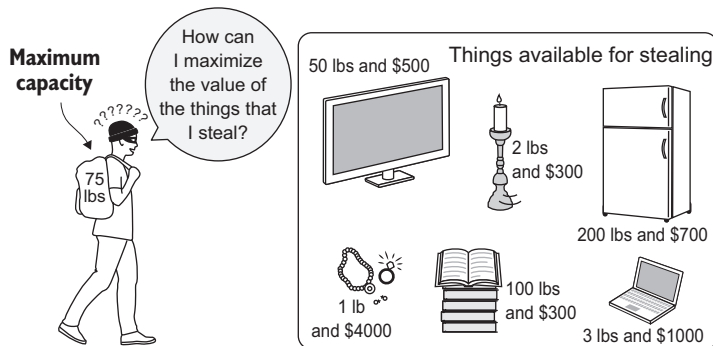 Maximum
capacity
How can
I maximize
the value of
the things that
I steal?
???????
75
lbs
Things available for stealing
50 lbs and $500
2 lbs
and $300
200 lbs and $700
1 lb
and $4000
100 lbs
and $300
3 lbs and $1000